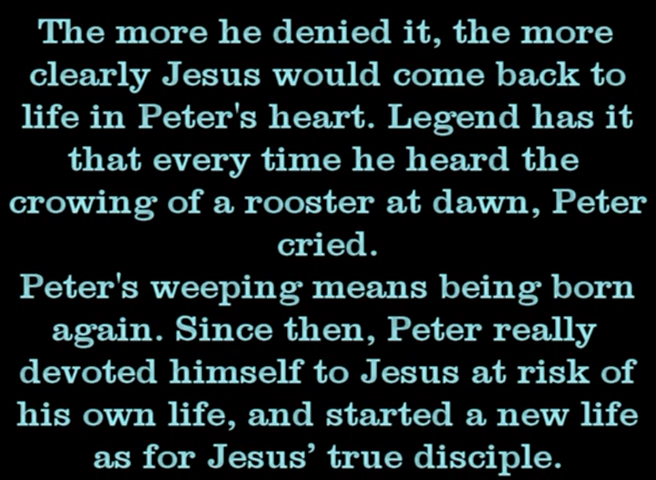 The more he denied it, the more
clearly Jesus would come back to
life in Peter's heart. Legend has it
that every time he heard the
crowing of a rooster at dawn, Peter
cried.
Peter's weeping means being born
again. Since then, Peter really
devoted himself to Jesus at risk of
his own life, and started a new life
as for Jesus’ true disciple.